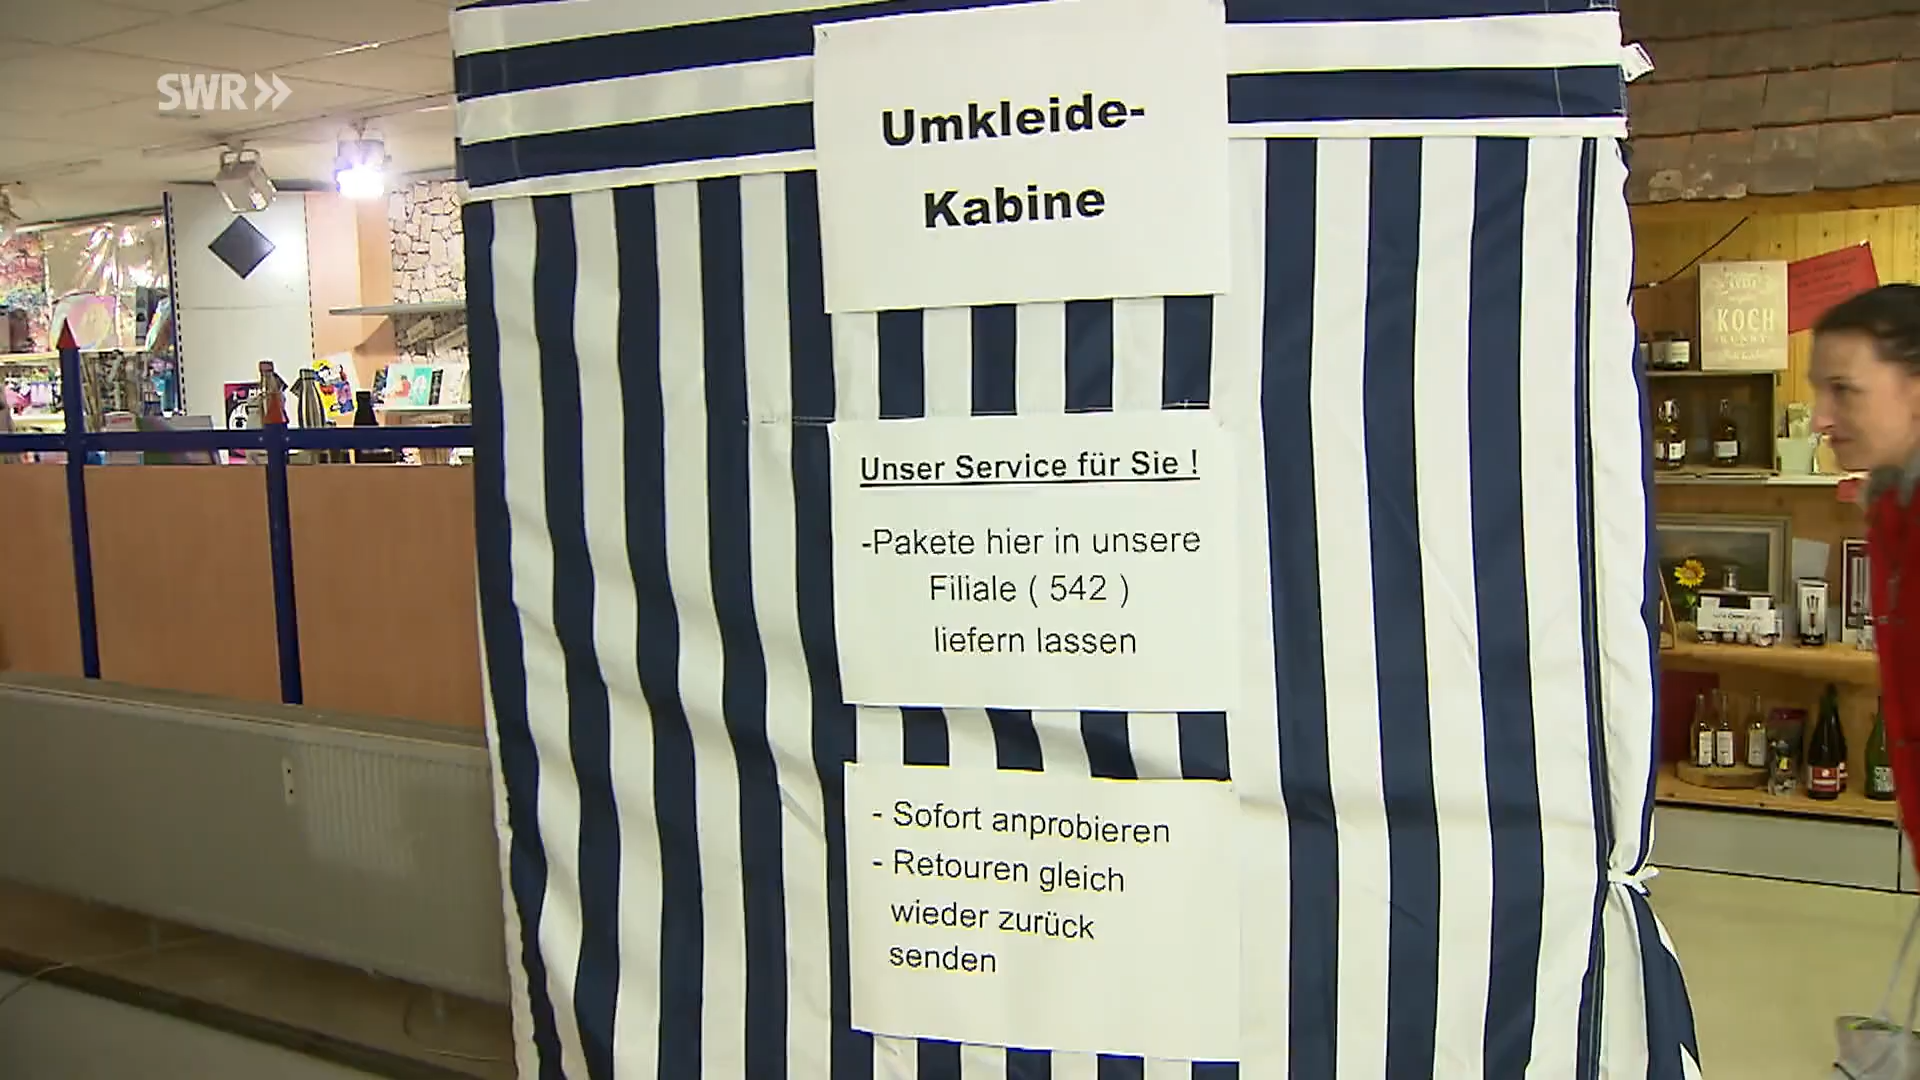 SWR
Umkleide-
Kabine
Unser Service für Sie !
-Pakete hier in unsere
Filiale ( 542 )
liefern lassen
- Sofort anprobieren
- Retouren gleich
wieder zurück
senden
KOCH